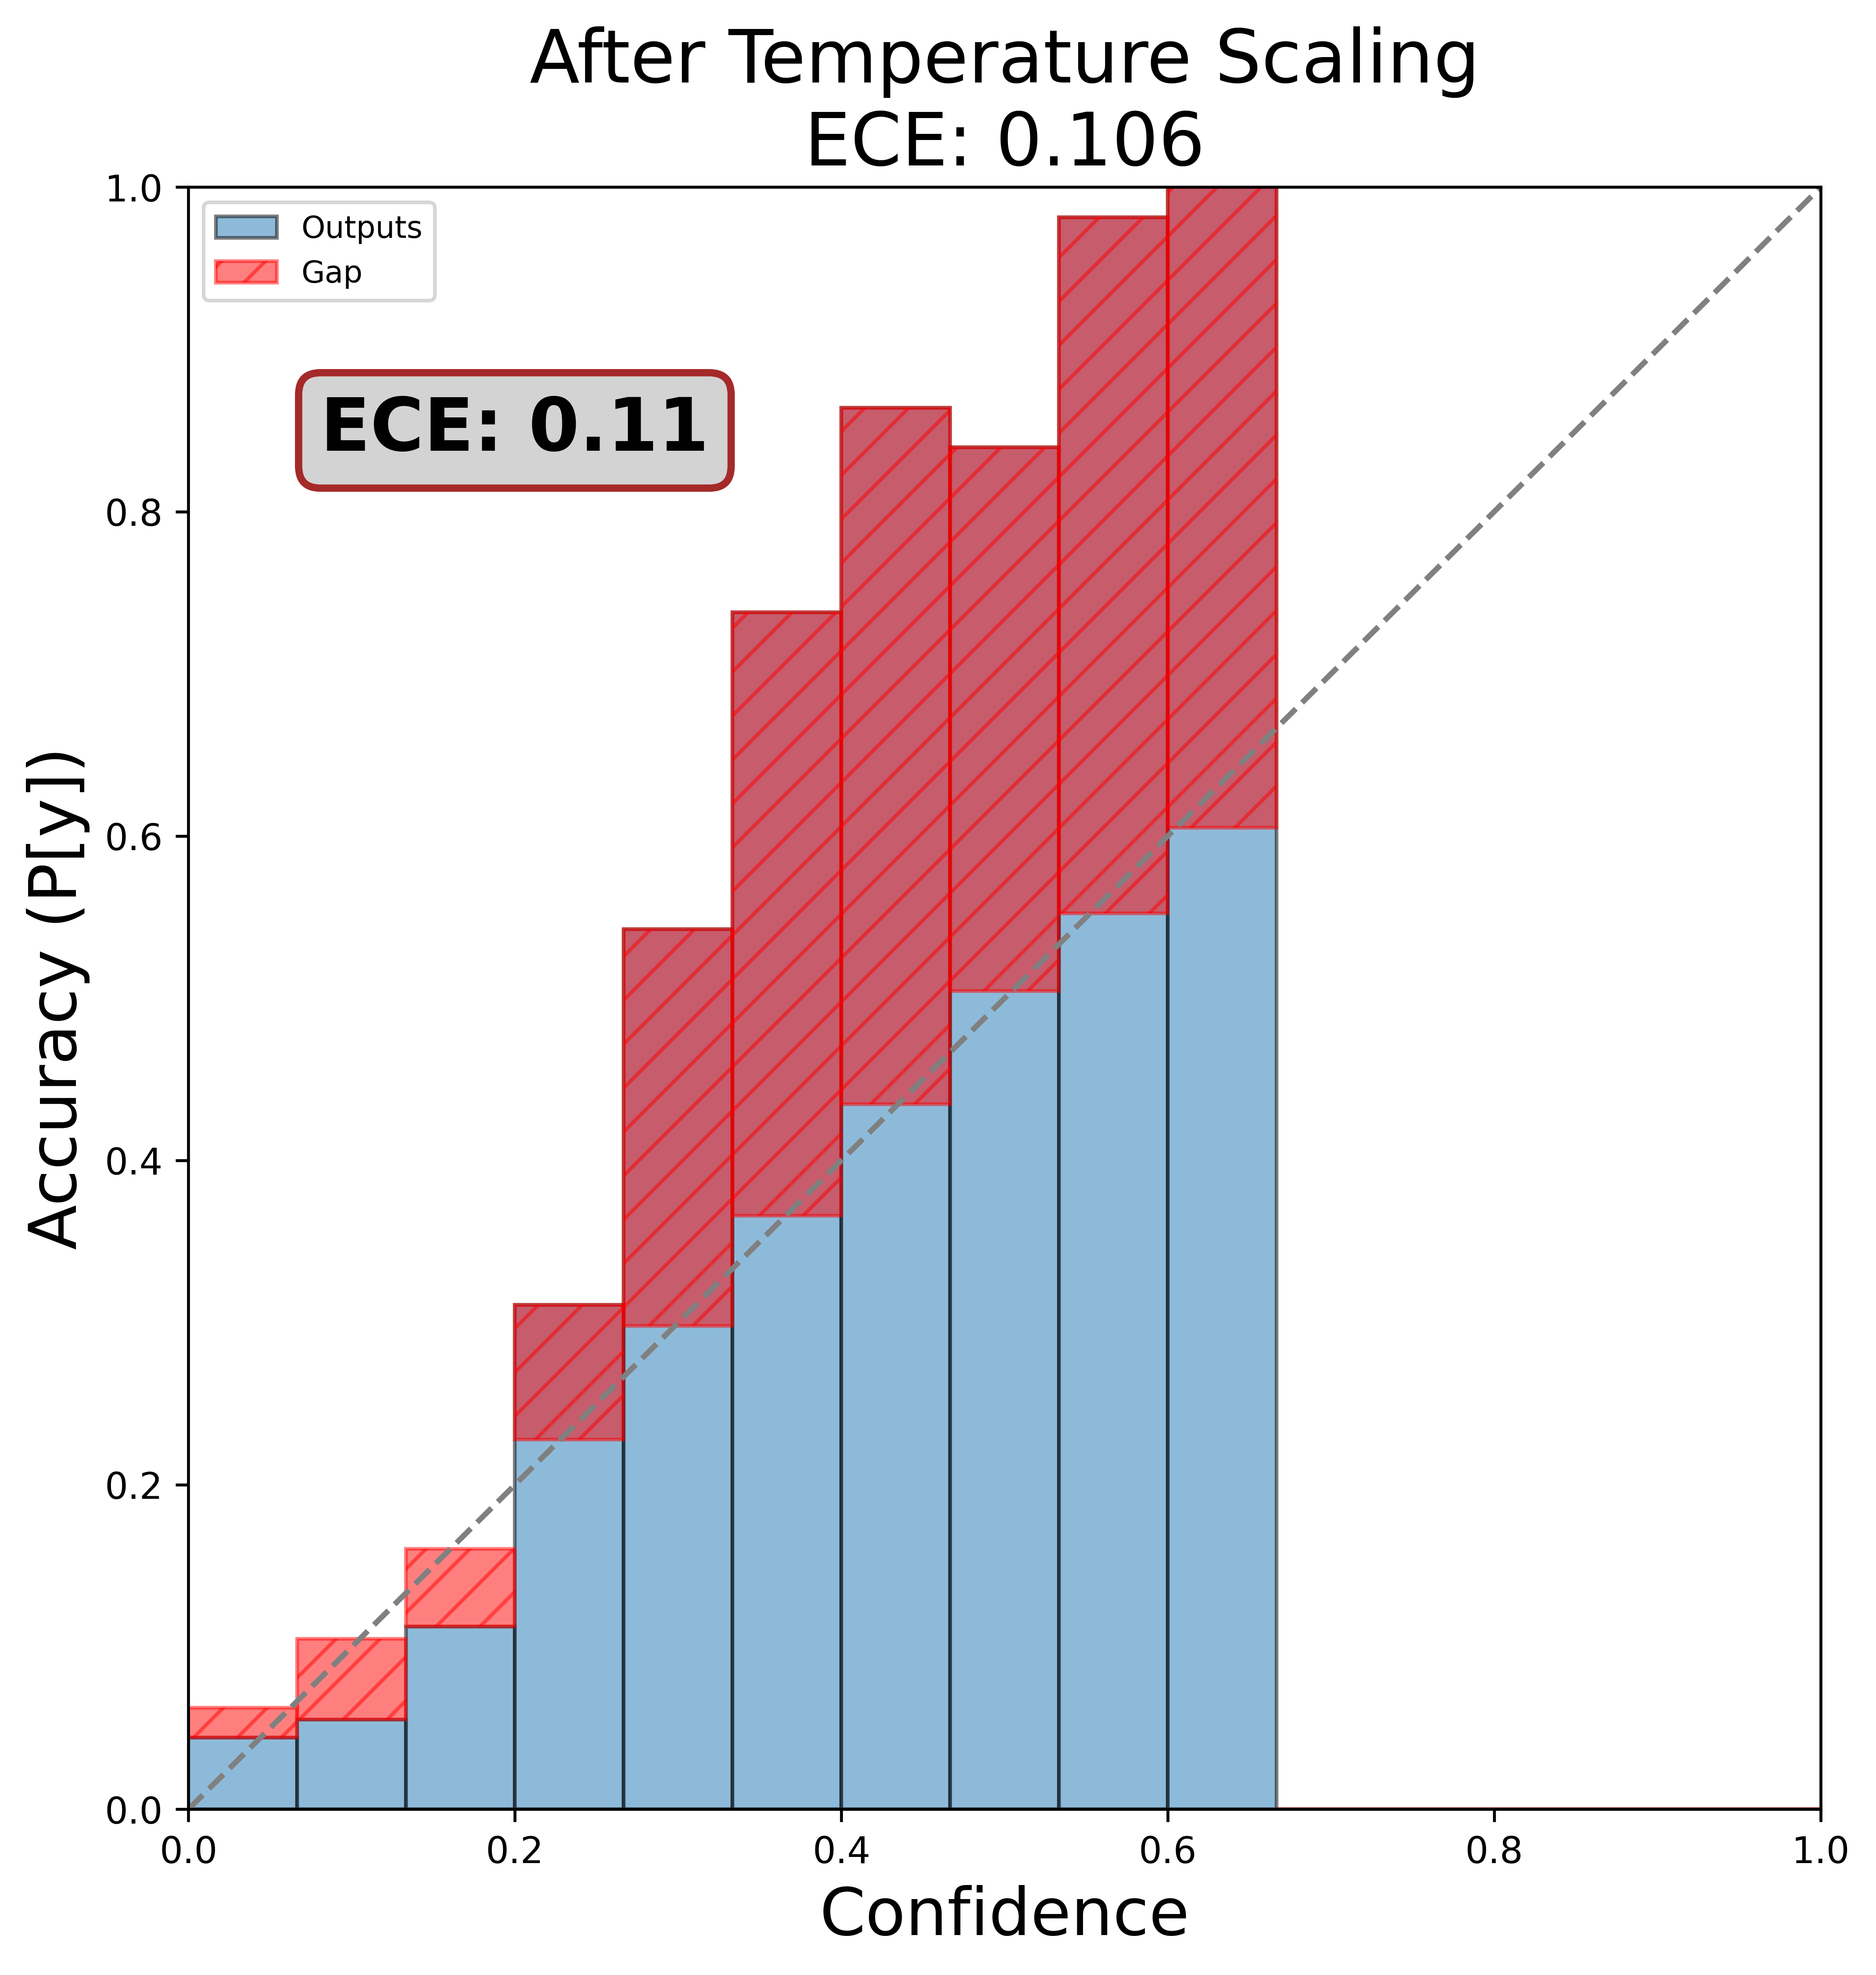 After Temperature Scaling
ECE: 0.106
1.0
Outputs
Gap
ECE: 0.11
0.8
0.6
Accuracy (P[y])
0.4
0.2
0.0
0.0 0.2 0.4 0.6 0.8 1.0
Confidence